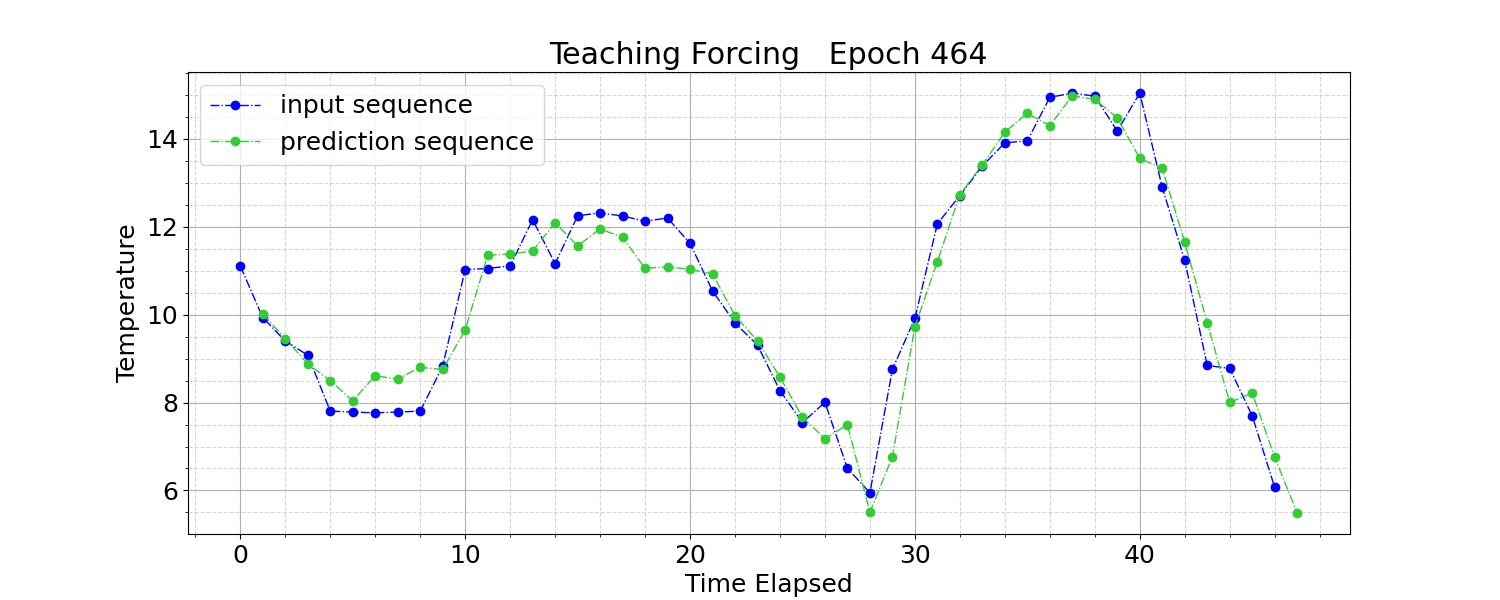 Teaching Forcing   Epoch 464
input sequence
prediction sequence
Temperature
14
12
10
8
6
0 10 20 30 40
Time Elapsed